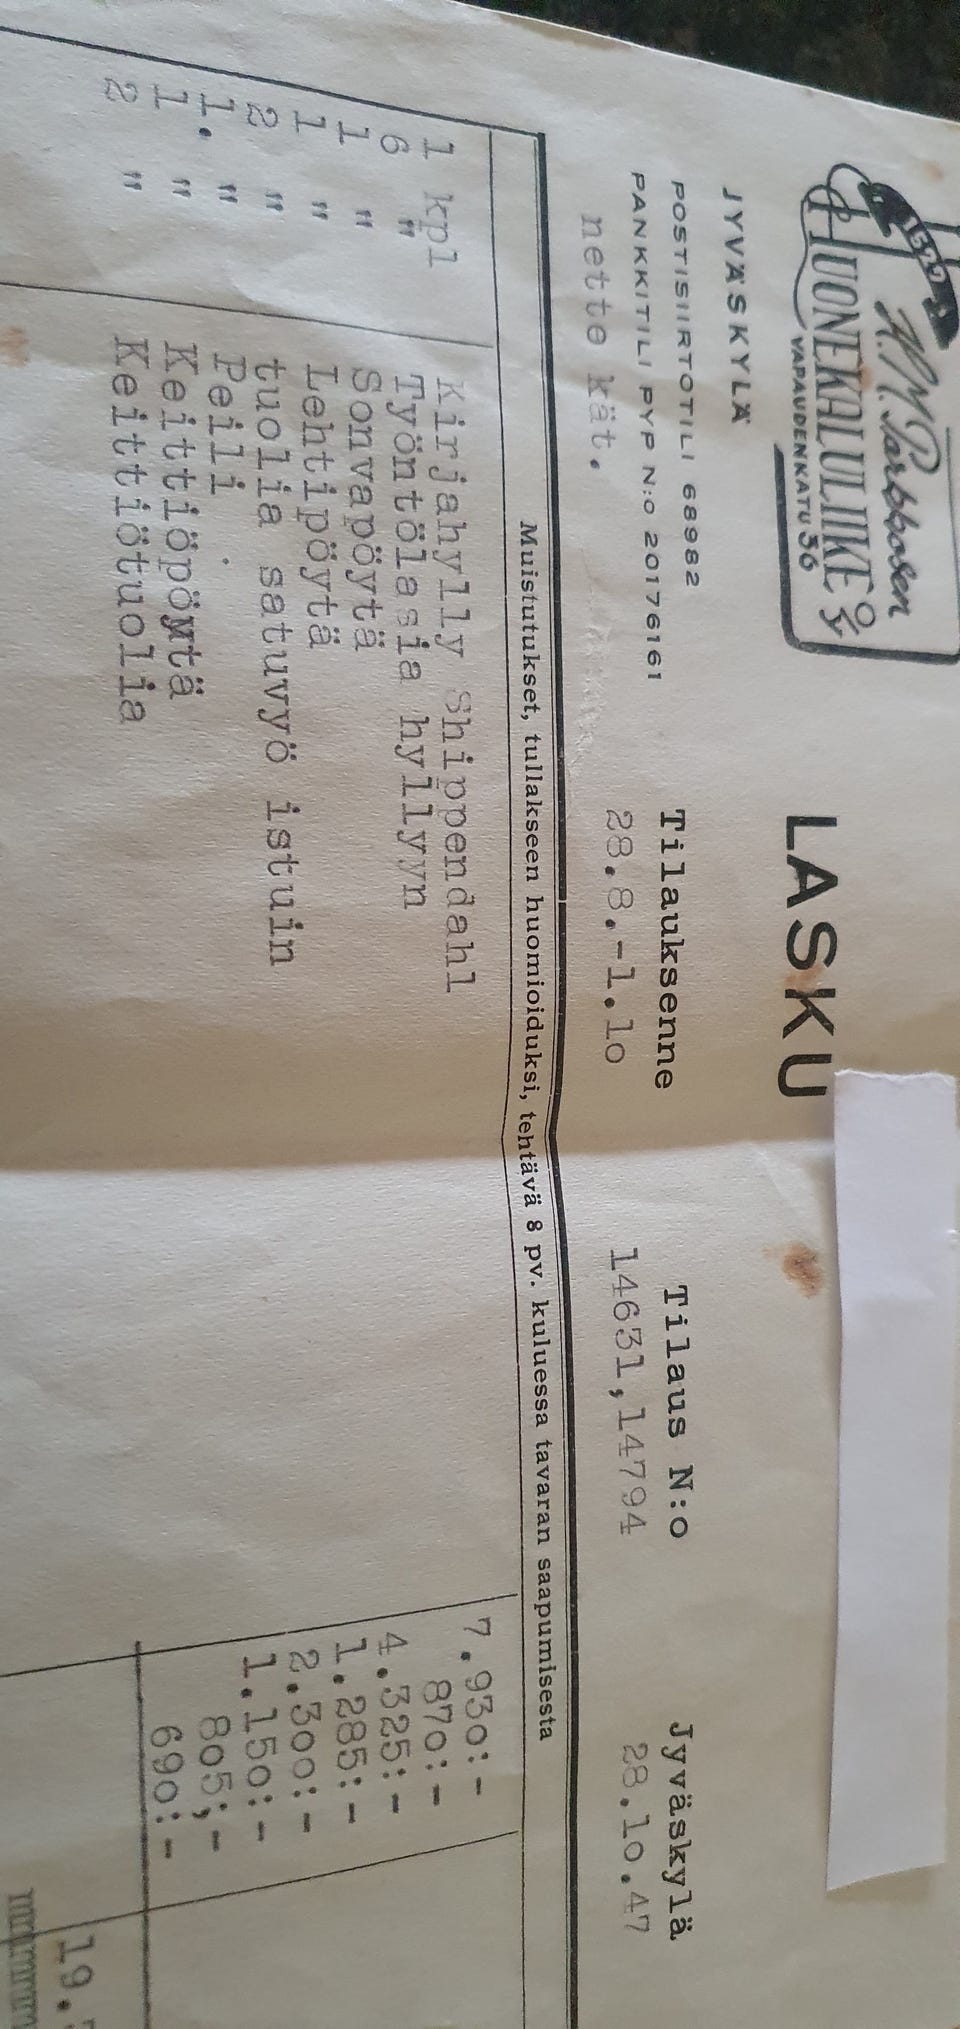 HUONEKALULIIKE OY
VAPAUDENKATU 36
JYVÄSKYLÄ
POSTISIIRTOTILI 68982
PANKKITILI PYP N:O 20176161
nette kät.
LASKU
Tilauksenne
28.8.-1.10
Tilaus N:o
14631,14794
Jyväskylä
28.10.47
Muistutukset, tullakseen huomioiduksi, tehtävä 8 pv. kuluessa tavaran saapumisesta
1 kpl Kirjahylly Shippendahl 7.930:-
6 " Työntölasia hyllyyn 870:-
1 " Sonvapöytä 4.325:-
1 " Lehtipöytä 1.285:-
2 " tuolia satuvyö istuin 2.300:-
1. " Peili . 1.150:-
1 " Keittiöpöytä 805;-
2 " Keittiötuolia 690:-
19.